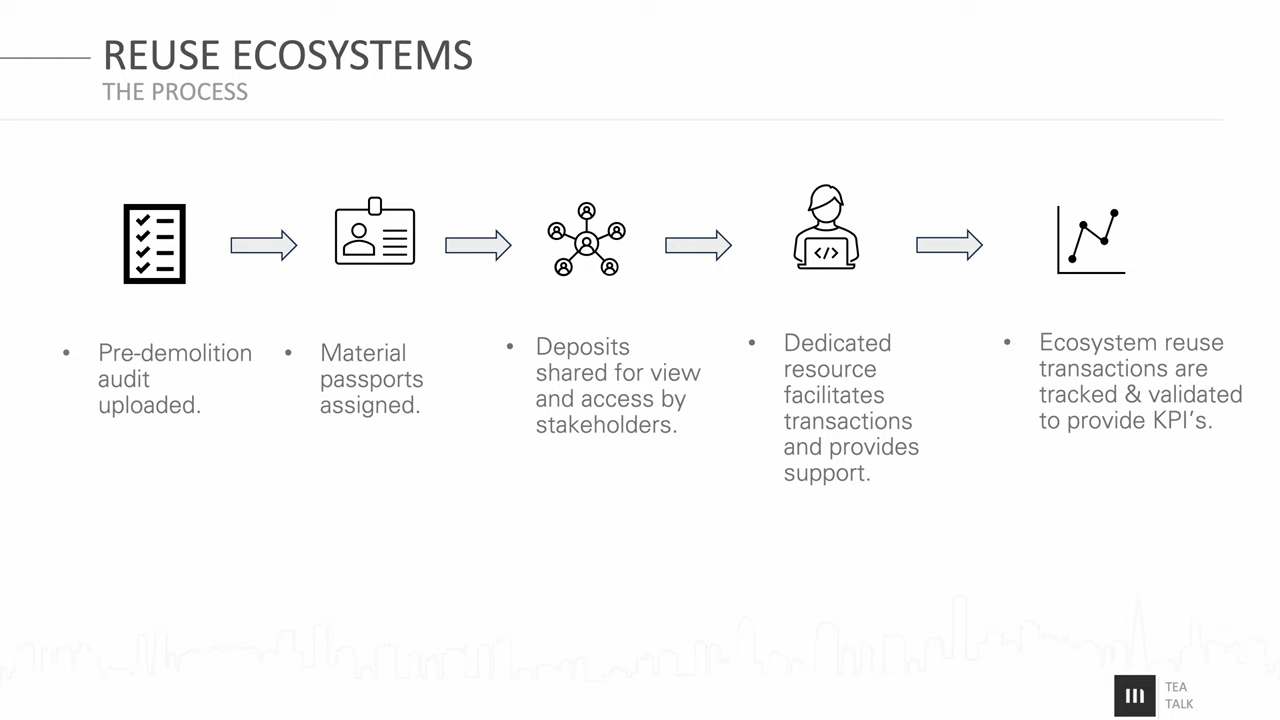 REUSE ECOSYSTEMS
THE PROCESS
</>
• Pre-demolition
audit
uploaded.
• Material
passports
assigned.
• Deposits
shared for view
and access by
stakeholders.
• Dedicated
resource
facilitates
transactions
and provides
support.
• Ecosystem reuse
transactions are
tracked & validated
to provide KPI’s.
m
TEA
TALK